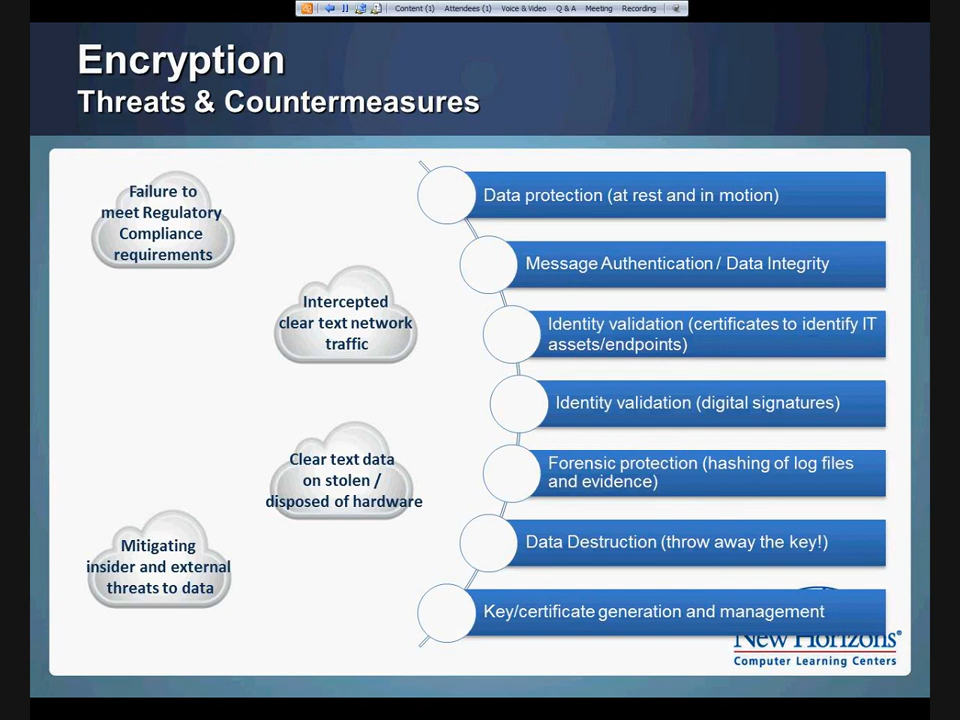 Content (1) Attendees (1) Voice & Video Q & A Meeting Recording
Encryption
Threats & Countermeasures
Failure to
meet Regulatory
Compliance
requirements
Intercepted
clear text network
traffic
Clear text data
on stolen /
disposed of hardware
Mitigating
insider and external
threats to data
Data protection (at rest and in motion)
Message Authentication / Data Integrity
Identity validation (certificates to identify IT
assets/endpoints)
Identity validation (digital signatures)
Forensic protection (hashing of log files
and evidence)
Data Destruction (throw away the key!)
Key/certificate generation and management
New Horizons®
Computer Learning Centers